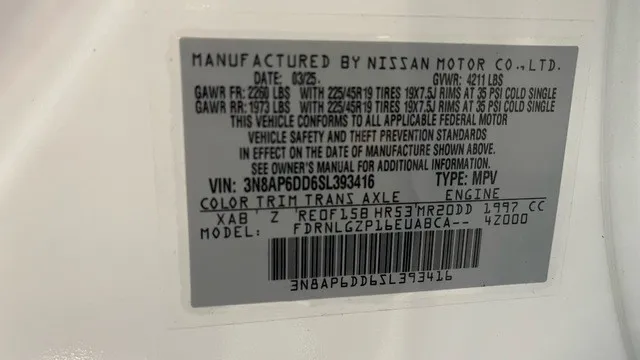 MANUFACTURED BY NISSAN MOTOR CO.,LTD.
DATE: 03/25 GVWR: 4211 LBS
GAWR FR: 2260 LBS WITH 225/45R19 TIRES 19X7.5J RIMS AT 35 PSI COLD SINGLE
GAWR RR: 1973 LBS WITH 225/45R19 TIRES 19X7.5J RIMS AT 35 PSI COLD SINGLE
THIS VEHICLE CONFORMS TO ALL APPLICABLE FEDERAL MOTOR
VEHICLE SAFETY AND THEFT PREVENTION STANDARDS
IN EFFECT ON THE DATE OF MANUFACTURE SHOWN ABOVE.
SEE OWNER'S MANUAL FOR ADDITIONAL INFORMATION.
VIN: 3N8AP6DD6SL393416 TYPE: MPV
COLOR TRIM TRANS AXLE ENGINE
XAB' Z 'RE0F15B HR53'MR20DD 1997 CC
MODEL: FDRNLGZP16EUABCA-- 42000
3N8AP6DD6SL393416